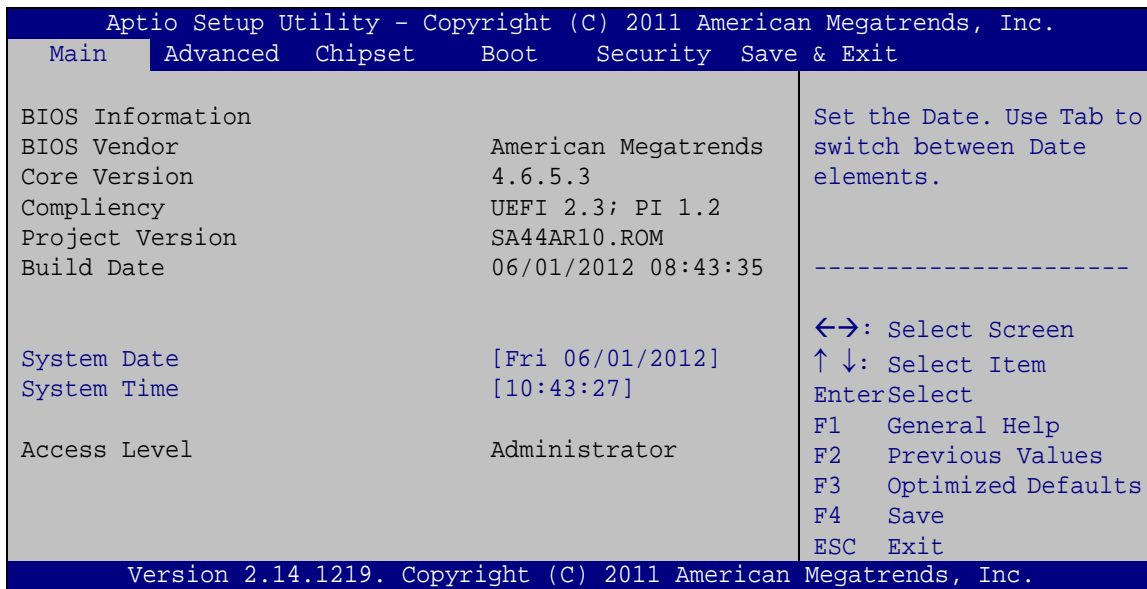 Aptio Setup Utility – Copyright (C) 2011 American Megatrends, Inc.
Main Advanced Chipset Boot Security Save & Exit
BIOS Information
BIOS Vendor American Megatrends
Core Version 4.6.5.3
Compliency UEFI 2.3; PI 1.2
Project Version SA44AR10.ROM
Build Date 06/01/2012 08:43:35
System Date [Fri 06/01/2012]
System Time [10:43:27]
Access Level Administrator
Set the Date. Use Tab to
switch between Date
elements.
----------------------
←→: Select Screen
↑ ↓: Select Item
EnterSelect
F1 General Help
F2 Previous Values
F3 Optimized Defaults
F4 Save
ESC Exit
Version 2.14.1219. Copyright (C) 2011 American Megatrends, Inc.